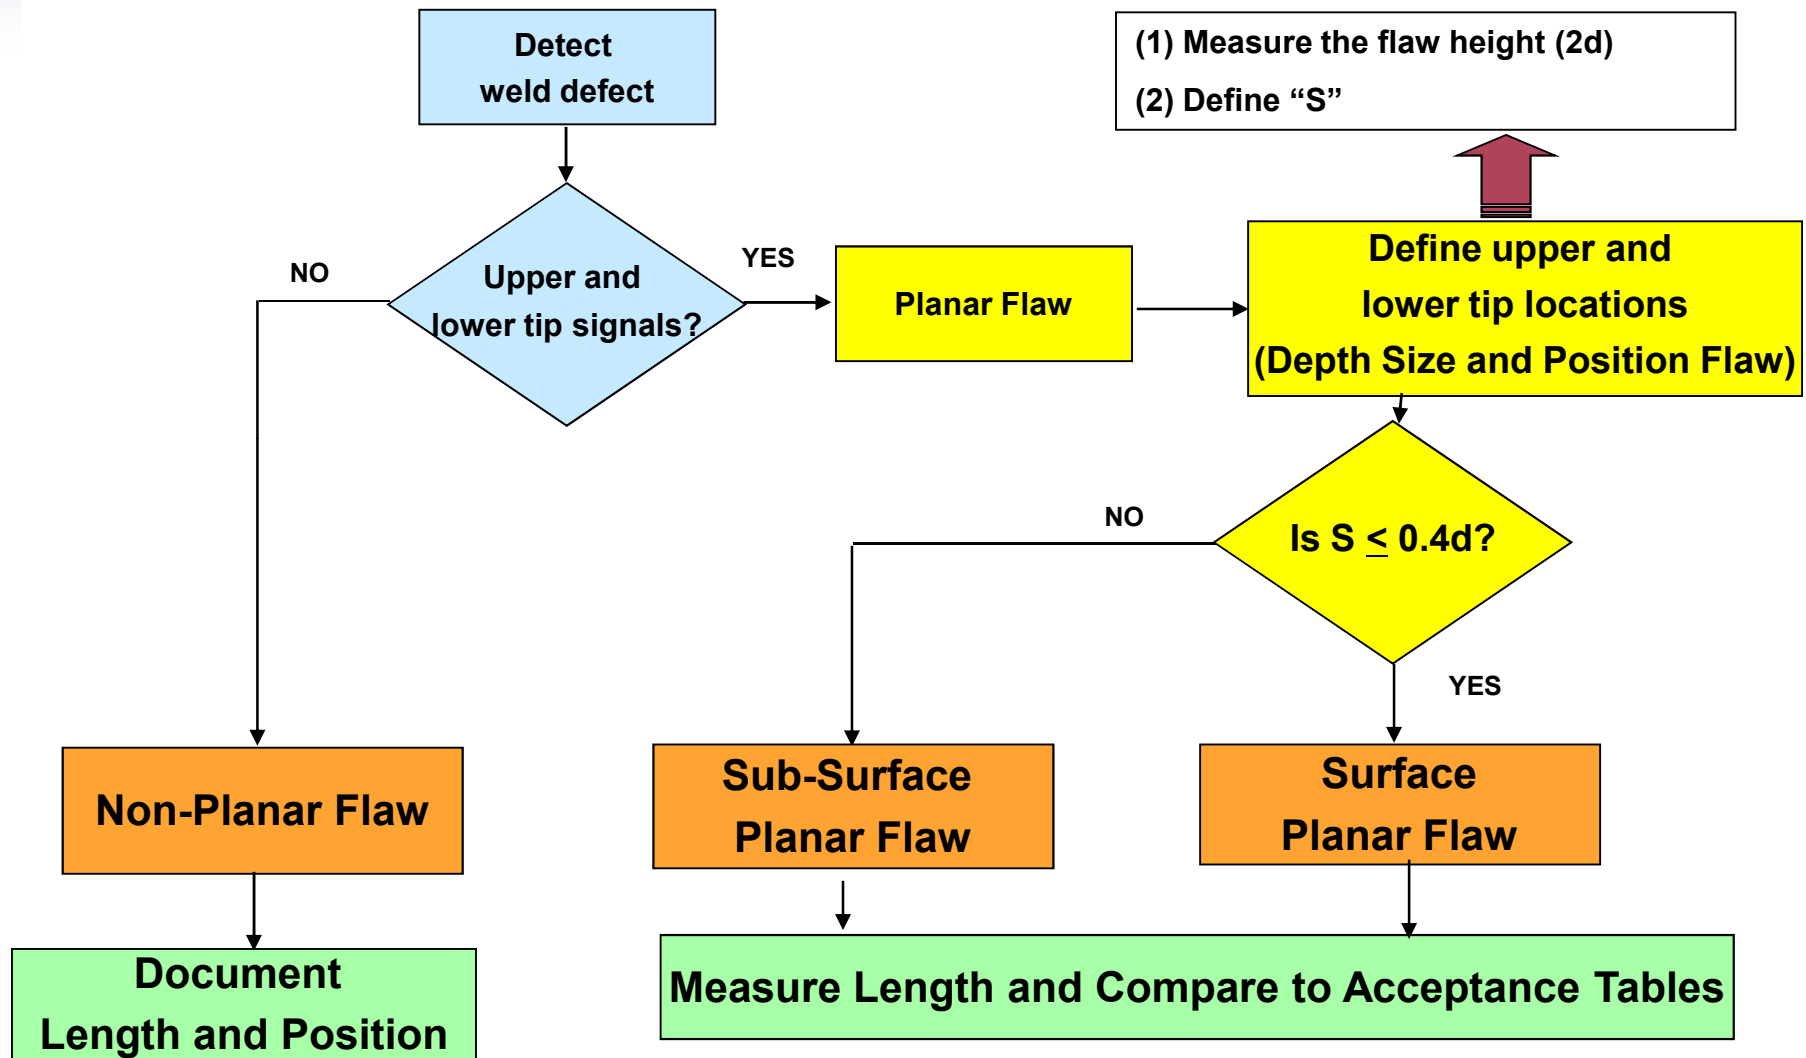 Detect
weld defect
(1) Measure the flaw height (2d)
(2) Define “S”
NO
Upper and
lower tip signals?
YES
Planar Flaw
Define upper and
lower tip locations
(Depth Size and Position Flaw)
NO
Is S ≤ 0.4d?
YES
Non-Planar Flaw
Sub-Surface
Planar Flaw
Surface
Planar Flaw
Document
Length and Position
Measure Length and Compare to Acceptance Tables